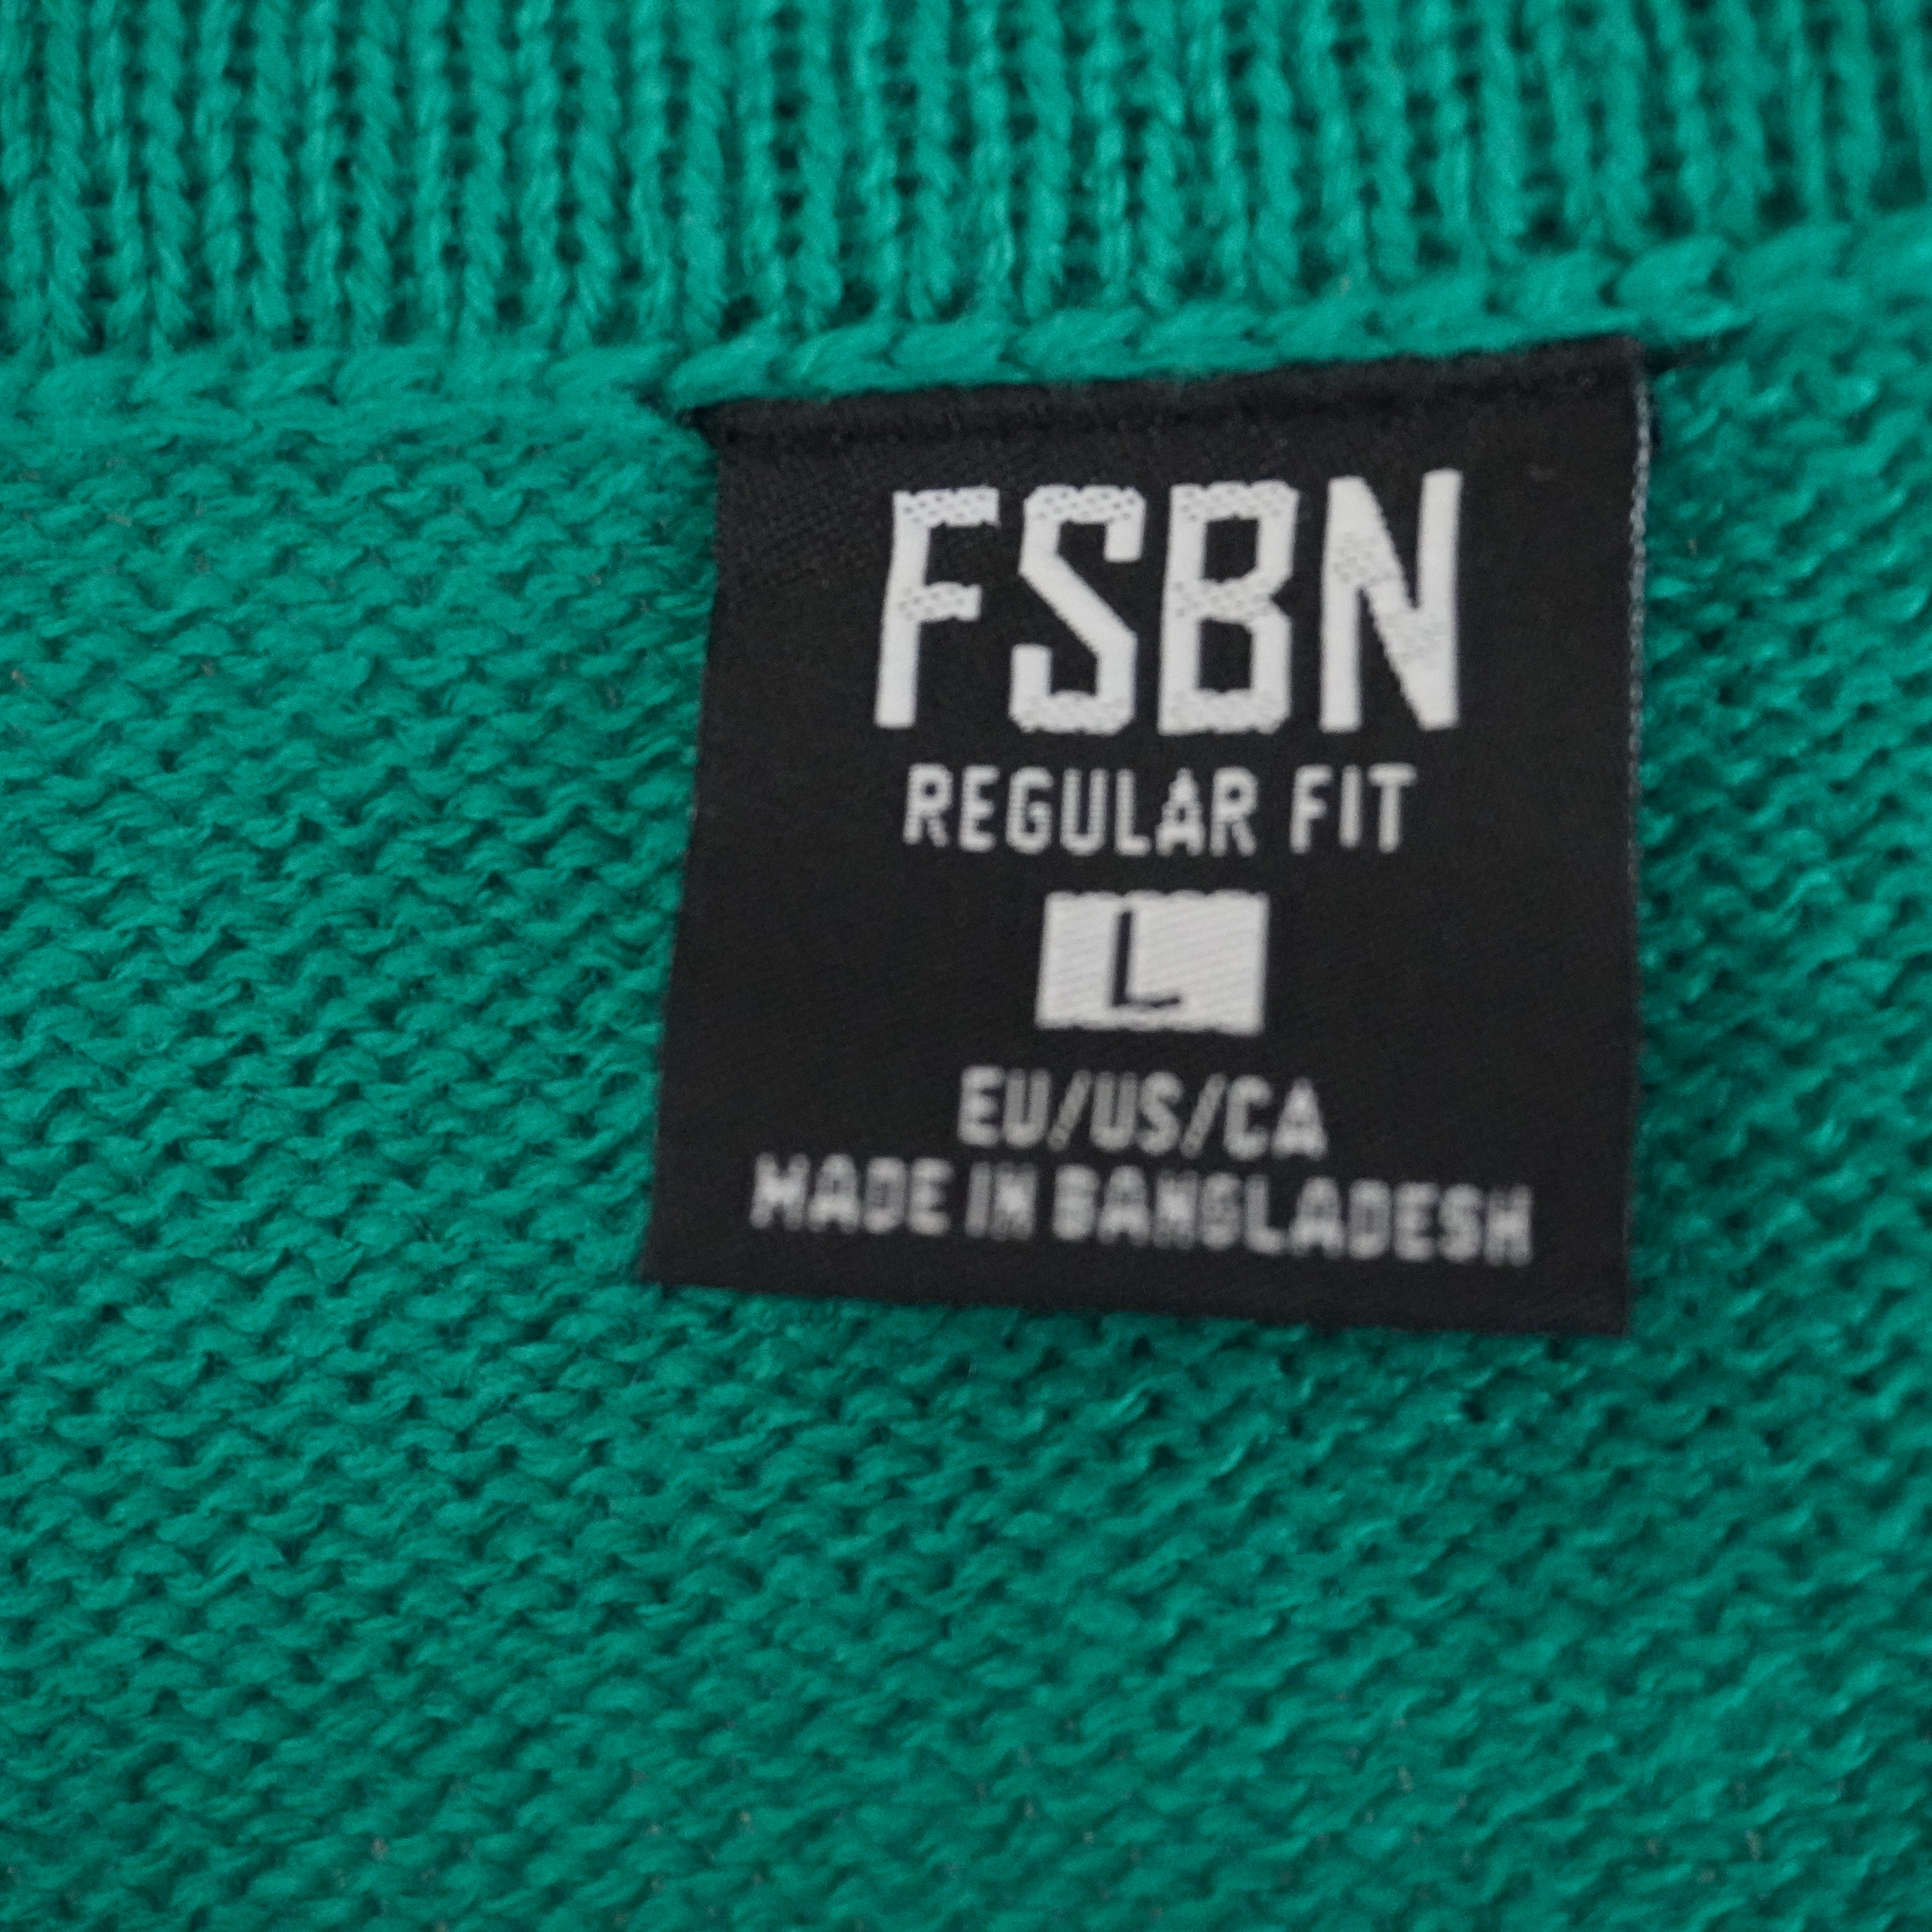 FSBN
REGULAR FIT
L
EU/US/CA
MADE IN BANGLADESH